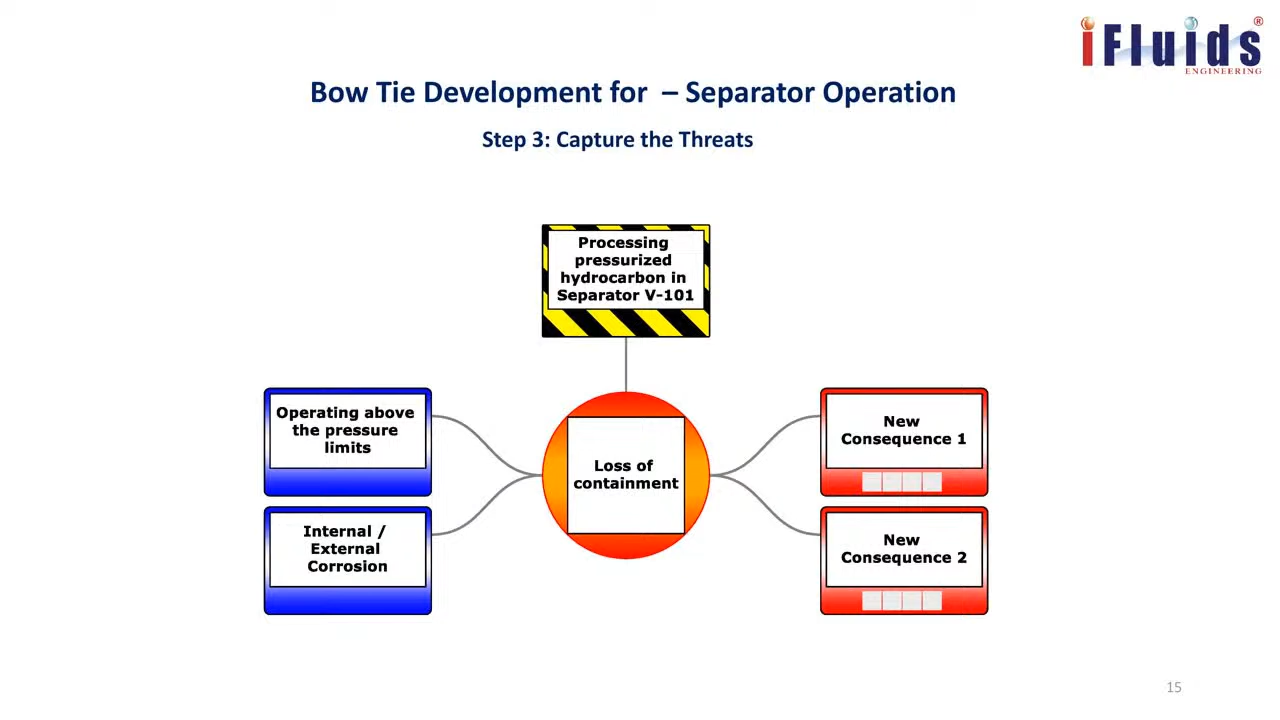 iFluids®
ENGINEERING
Bow Tie Development for – Separator Operation
Step 3: Capture the Threats
Processing
pressurized
hydrocarbon in
Separator V-101
Operating above
the pressure
limits
Internal /
External
Corrosion
Loss of
containment
New
Consequence 1
New
Consequence 2
15